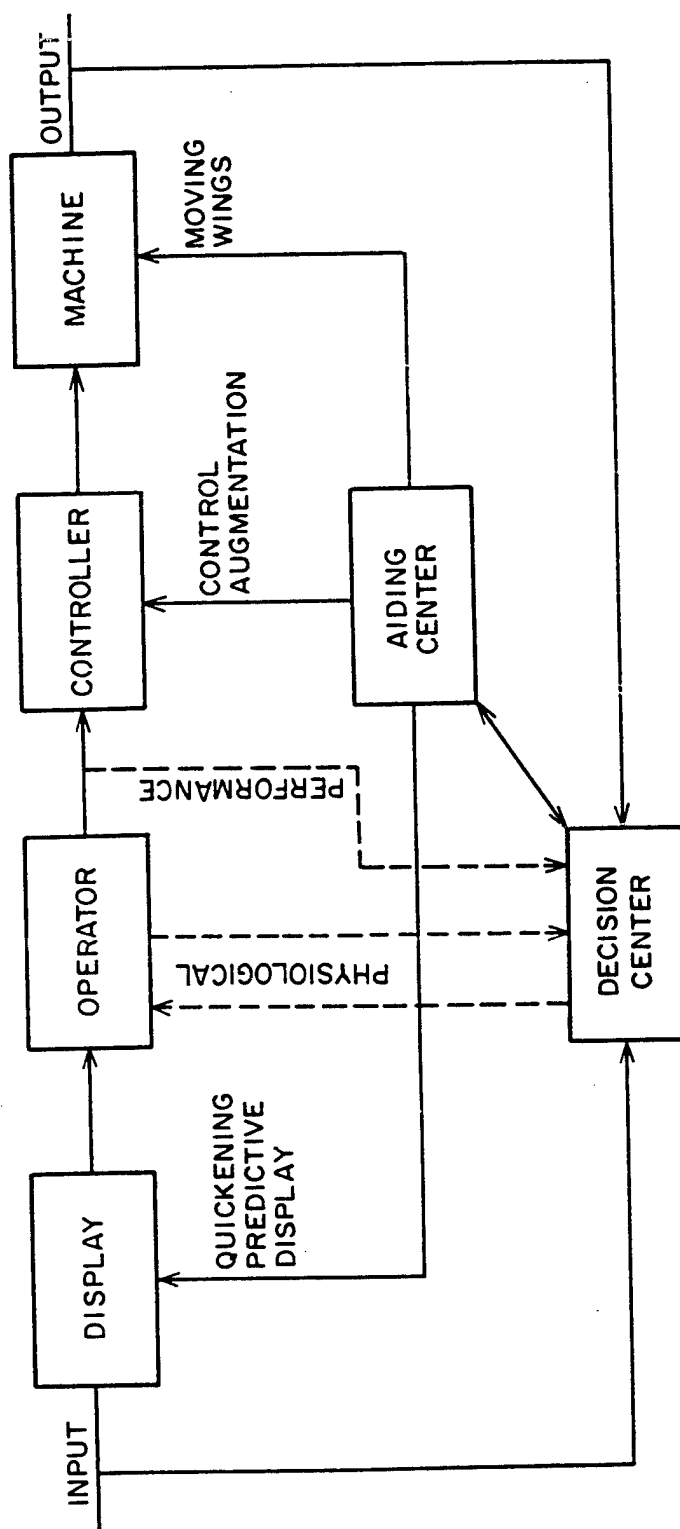 INPUT
DISPLAY
OPERATOR
CONTROLLER
MACHINE
OUTPUT
QUICKENING
PREDICTIVE
DISPLAY
PHYSIOLOGICAL
PERFORMANCE
CONTROL
AUGMENTATION
MOVING
WINGS
AIDING
CENTER
DECISION
CENTER